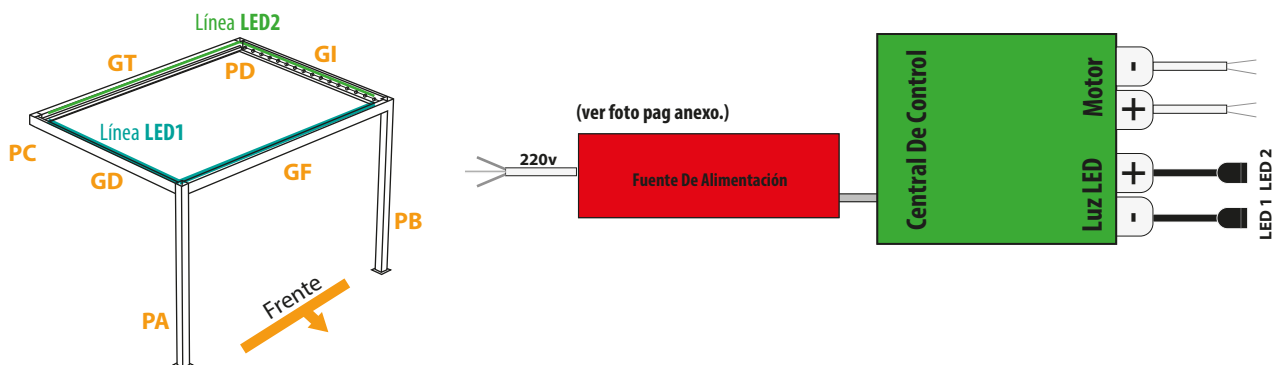 Línea LED2
GT
GI
PD
Línea LED1
PC
GD
GF
PB
PA
Frente
(ver foto pag anexo.)
220v
Fuente De Alimentación
Central De Control
Motor
-
+
Luz LED
+
-
LED 2
LED 1